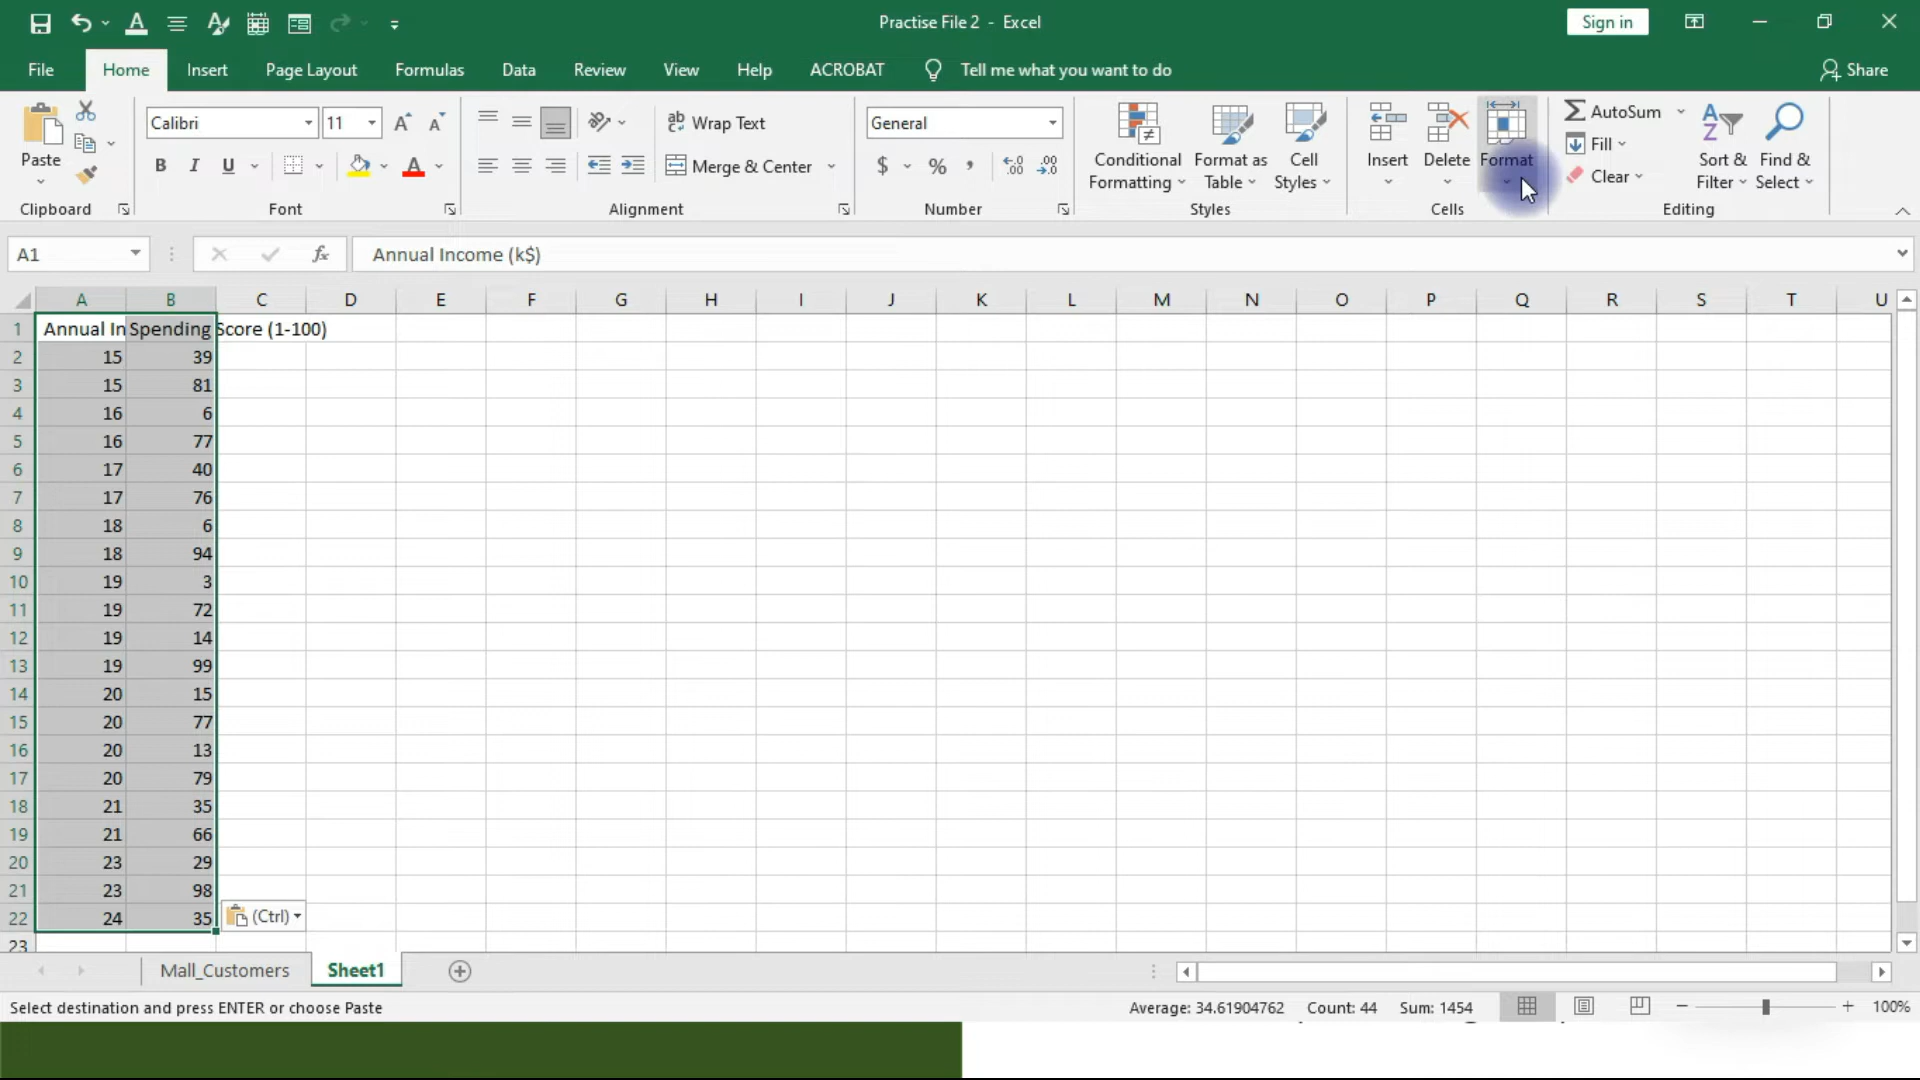 Practise File 2 - Excel
Sign in
File Home Insert Page Layout Formulas Data Review View Help ACROBAT Tell me what you want to do Share
Paste
Clipboard
Calibri 11
B I U
Font
Wrap Text
Merge & Center
Alignment
General
$ % ,
Number
Conditional Formatting
Format as Table
Cell Styles
Styles
Insert Delete Format
Cells
AutoSum
Fill
Clear
Sort & Filter
Find & Select
Editing
A1 fx Annual Income (k$)
A B C D E F G H I J K L M N O P Q R S T U
1 Annual In Spending Score (1-100)
2 15 39
3 15 81
4 16 6
5 16 77
6 17 40
7 17 76
8 18 6
9 18 94
10 19 3
11 19 72
12 19 14
13 19 99
14 20 15
15 20 77
16 20 13
17 20 79
18 21 35
19 21 66
20 23 29
21 23 98
22 24 35 (Ctrl)
23
Mall_Customers Sheet1
Select destination and press ENTER or choose Paste Average: 34.61904762 Count: 44 Sum: 1454 100%